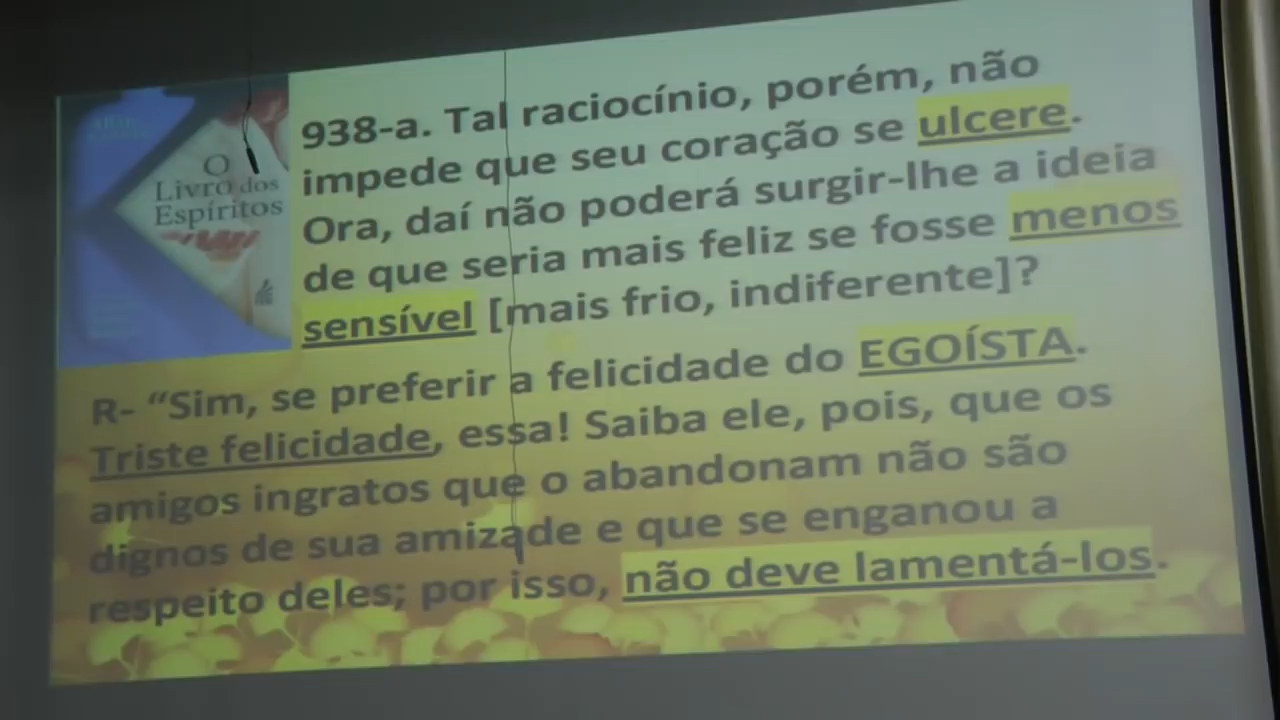 O
Livro dos
Espíritos
938-a. Tal raciocínio, porém, não
impede que seu coração se ulcere.
Ora, daí não poderá surgir-lhe a ideia
de que seria mais feliz se fosse menos
sensível [mais frio, indiferente]?
R- “Sim, se preferir a felicidade do EGOÍSTA.
Triste felicidade, essa! Saiba ele, pois, que os
amigos ingratos que o abandonam não são
dignos de sua amizade e que se enganou a
respeito deles; por isso, não deve lamentá-los.